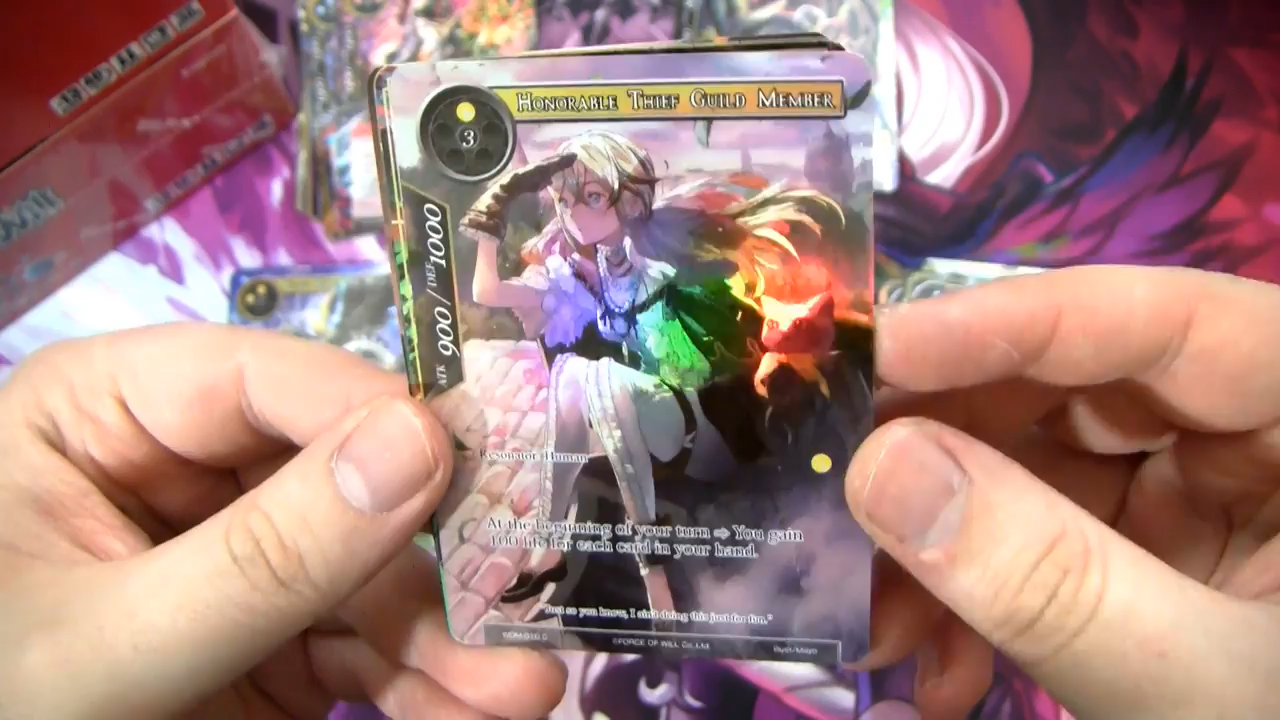 HONORABLE THIEF GUILD MEMBER
3
ATK 900 / DEF 1000
Resonator: Human
At the beginning of your turn ⇒ You gain
100 life for each card in your hand.
"Just so you know, I ain't doing this just for fun."
©FORCE OF WILL Co.,Ltd.
Illust/Mayo